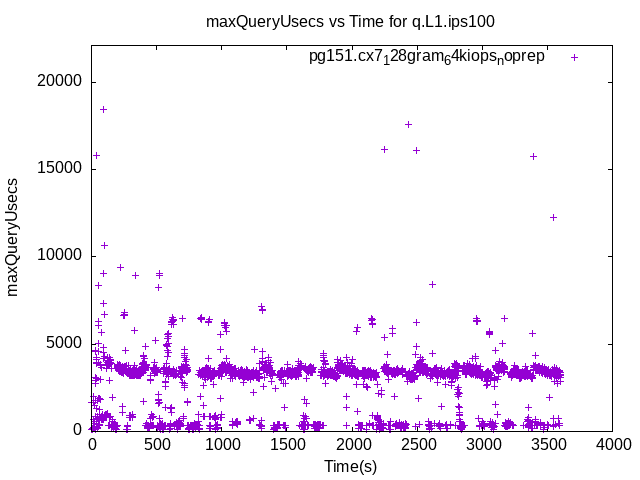 maxQueryUsecs vs Time for q.L1.ips100
pg151.cx7128gram64kiopsnoprep
20000
15000
10000
5000
0
maxQueryUsecs
0 500 1000 1500 2000 2500 3000 3500 4000
Time(s)